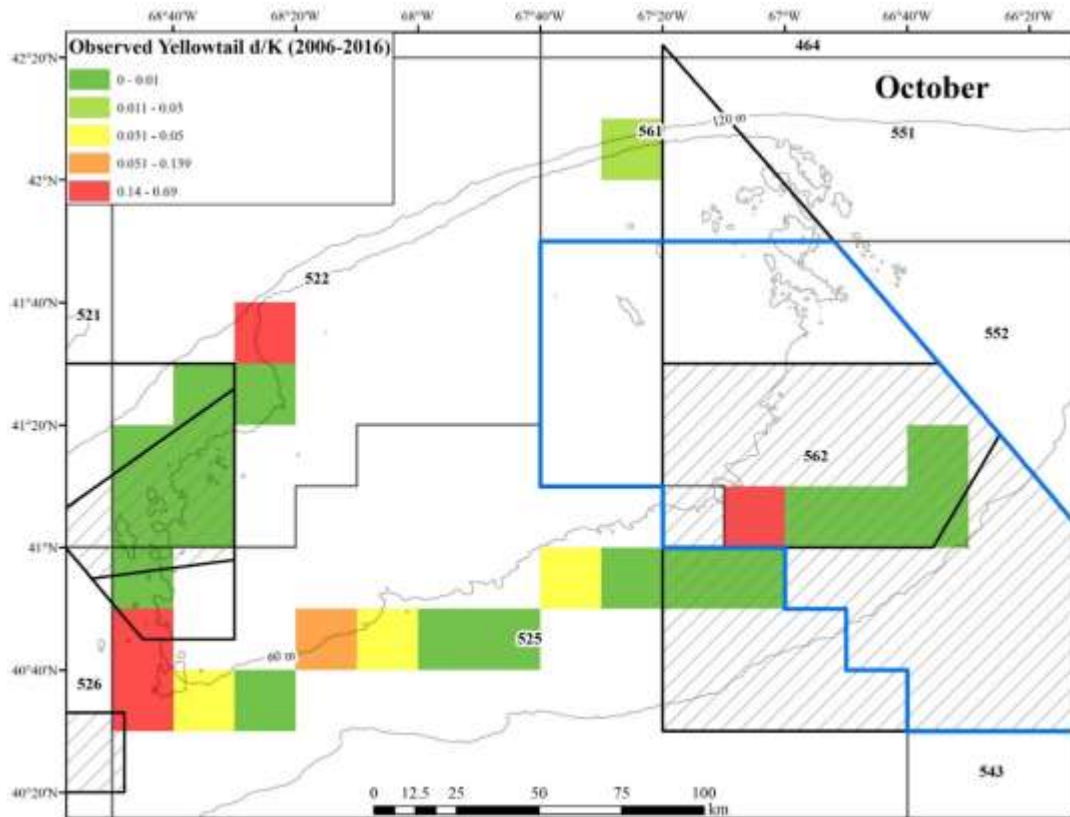 68°40'W 68°20'W 68°W 67°40'W 67°20'W 67°W 66°40'W 66°20'W
Observed Yellowtail d/K (2006-2016)
0 - 0.01
0.011 - 0.03
0.031 - 0.05
0.051 - 0.139
0.14 - 0.69
October
464
561
120 m
551
522
521
552
562
525
60 m
526
543
42°20'N
42°N
41°40'N
41°20'N
41°N
40°40'N
40°20'N
0 12.5 25 50 75 100
km